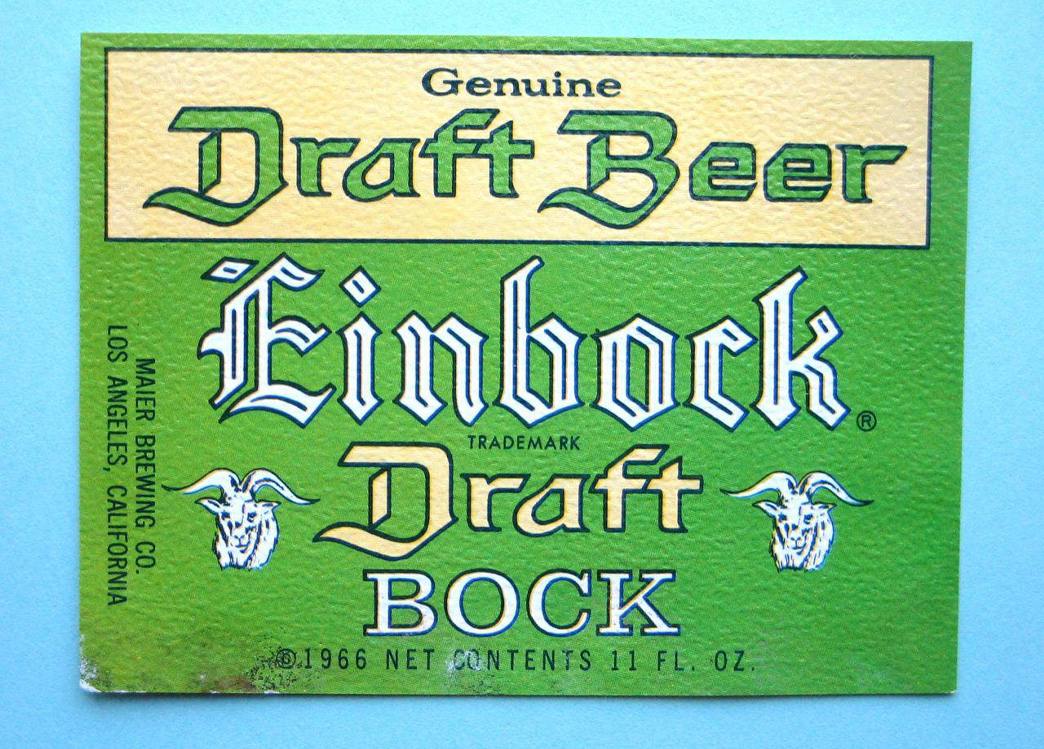 Genuine
Draft Beer
Einbock®
TRADEMARK
Draft
BOCK
©1966 NET CONTENTS 11 FL. OZ.
MAIER BREWING CO.
LOS ANGELES, CALIFORNIA